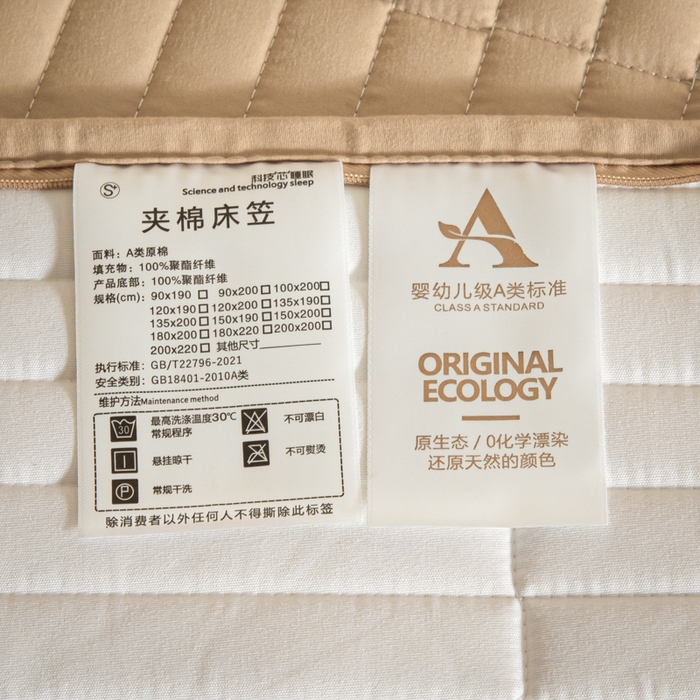 S+
科技“芯”睡眠
Science and technology sleep
夹棉床笠
面料：A类原棉
填充物：100%聚酯纤维
产品底部：100%聚酯纤维
规格(cm)：90x190 □ 90x200 □ 100x200 □
120x190 □ 120x200 □ 135x190 □
135x200 □ 150x190 □ 150x200 □
180x200 □ 180x220 □ 200x200 □
200x220 □ 其他尺寸
执行标准：GB/T22796-2021
安全类别：GB18401-2010A类
维护方法Maintenance method
30 最高洗涤温度30℃ 常规程序
不可漂白
悬挂晾干
不可熨烫
P 常规干洗
除消费者以外任何人不得撕除此标签
A
婴幼儿级A类标准
CLASS A STANDARD
ORIGINAL
ECOLOGY
原生态 / 0化学漂染
还原天然的颜色